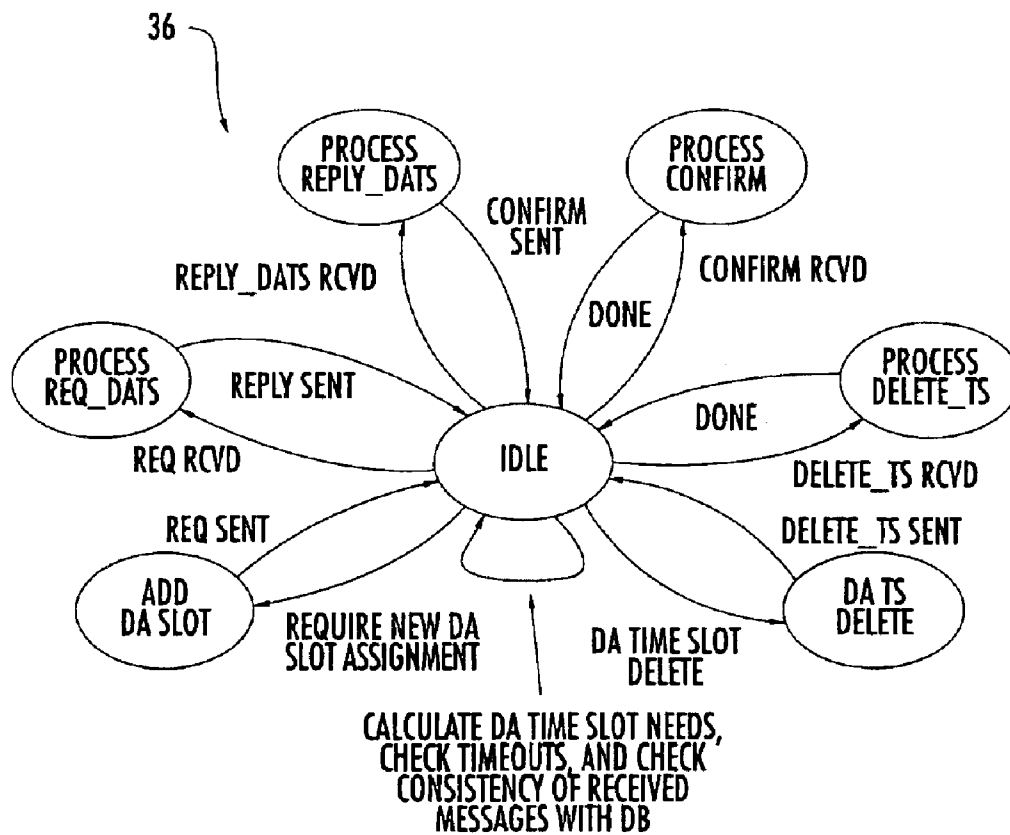 36
PROCESS
REPLY_DATS
PROCESS
CONFIRM
CONFIRM
SENT
REPLY_DATS RCVD
CONFIRM RCVD
DONE
PROCESS
REQ_DATS
REPLY SENT
PROCESS
DELETE_TS
DONE
REQ RCVD
IDLE
DELETE_TS RCVD
REQ SENT
DELETE_TS SENT
ADD
DA SLOT
DA TS
DELETE
REQUIRE NEW DA
SLOT ASSIGNMENT
DA TIME SLOT
DELETE
CALCULATE DA TIME SLOT NEEDS,
CHECK TIMEOUTS, AND CHECK
CONSISTENCY OF RECEIVED
MESSAGES WITH DB